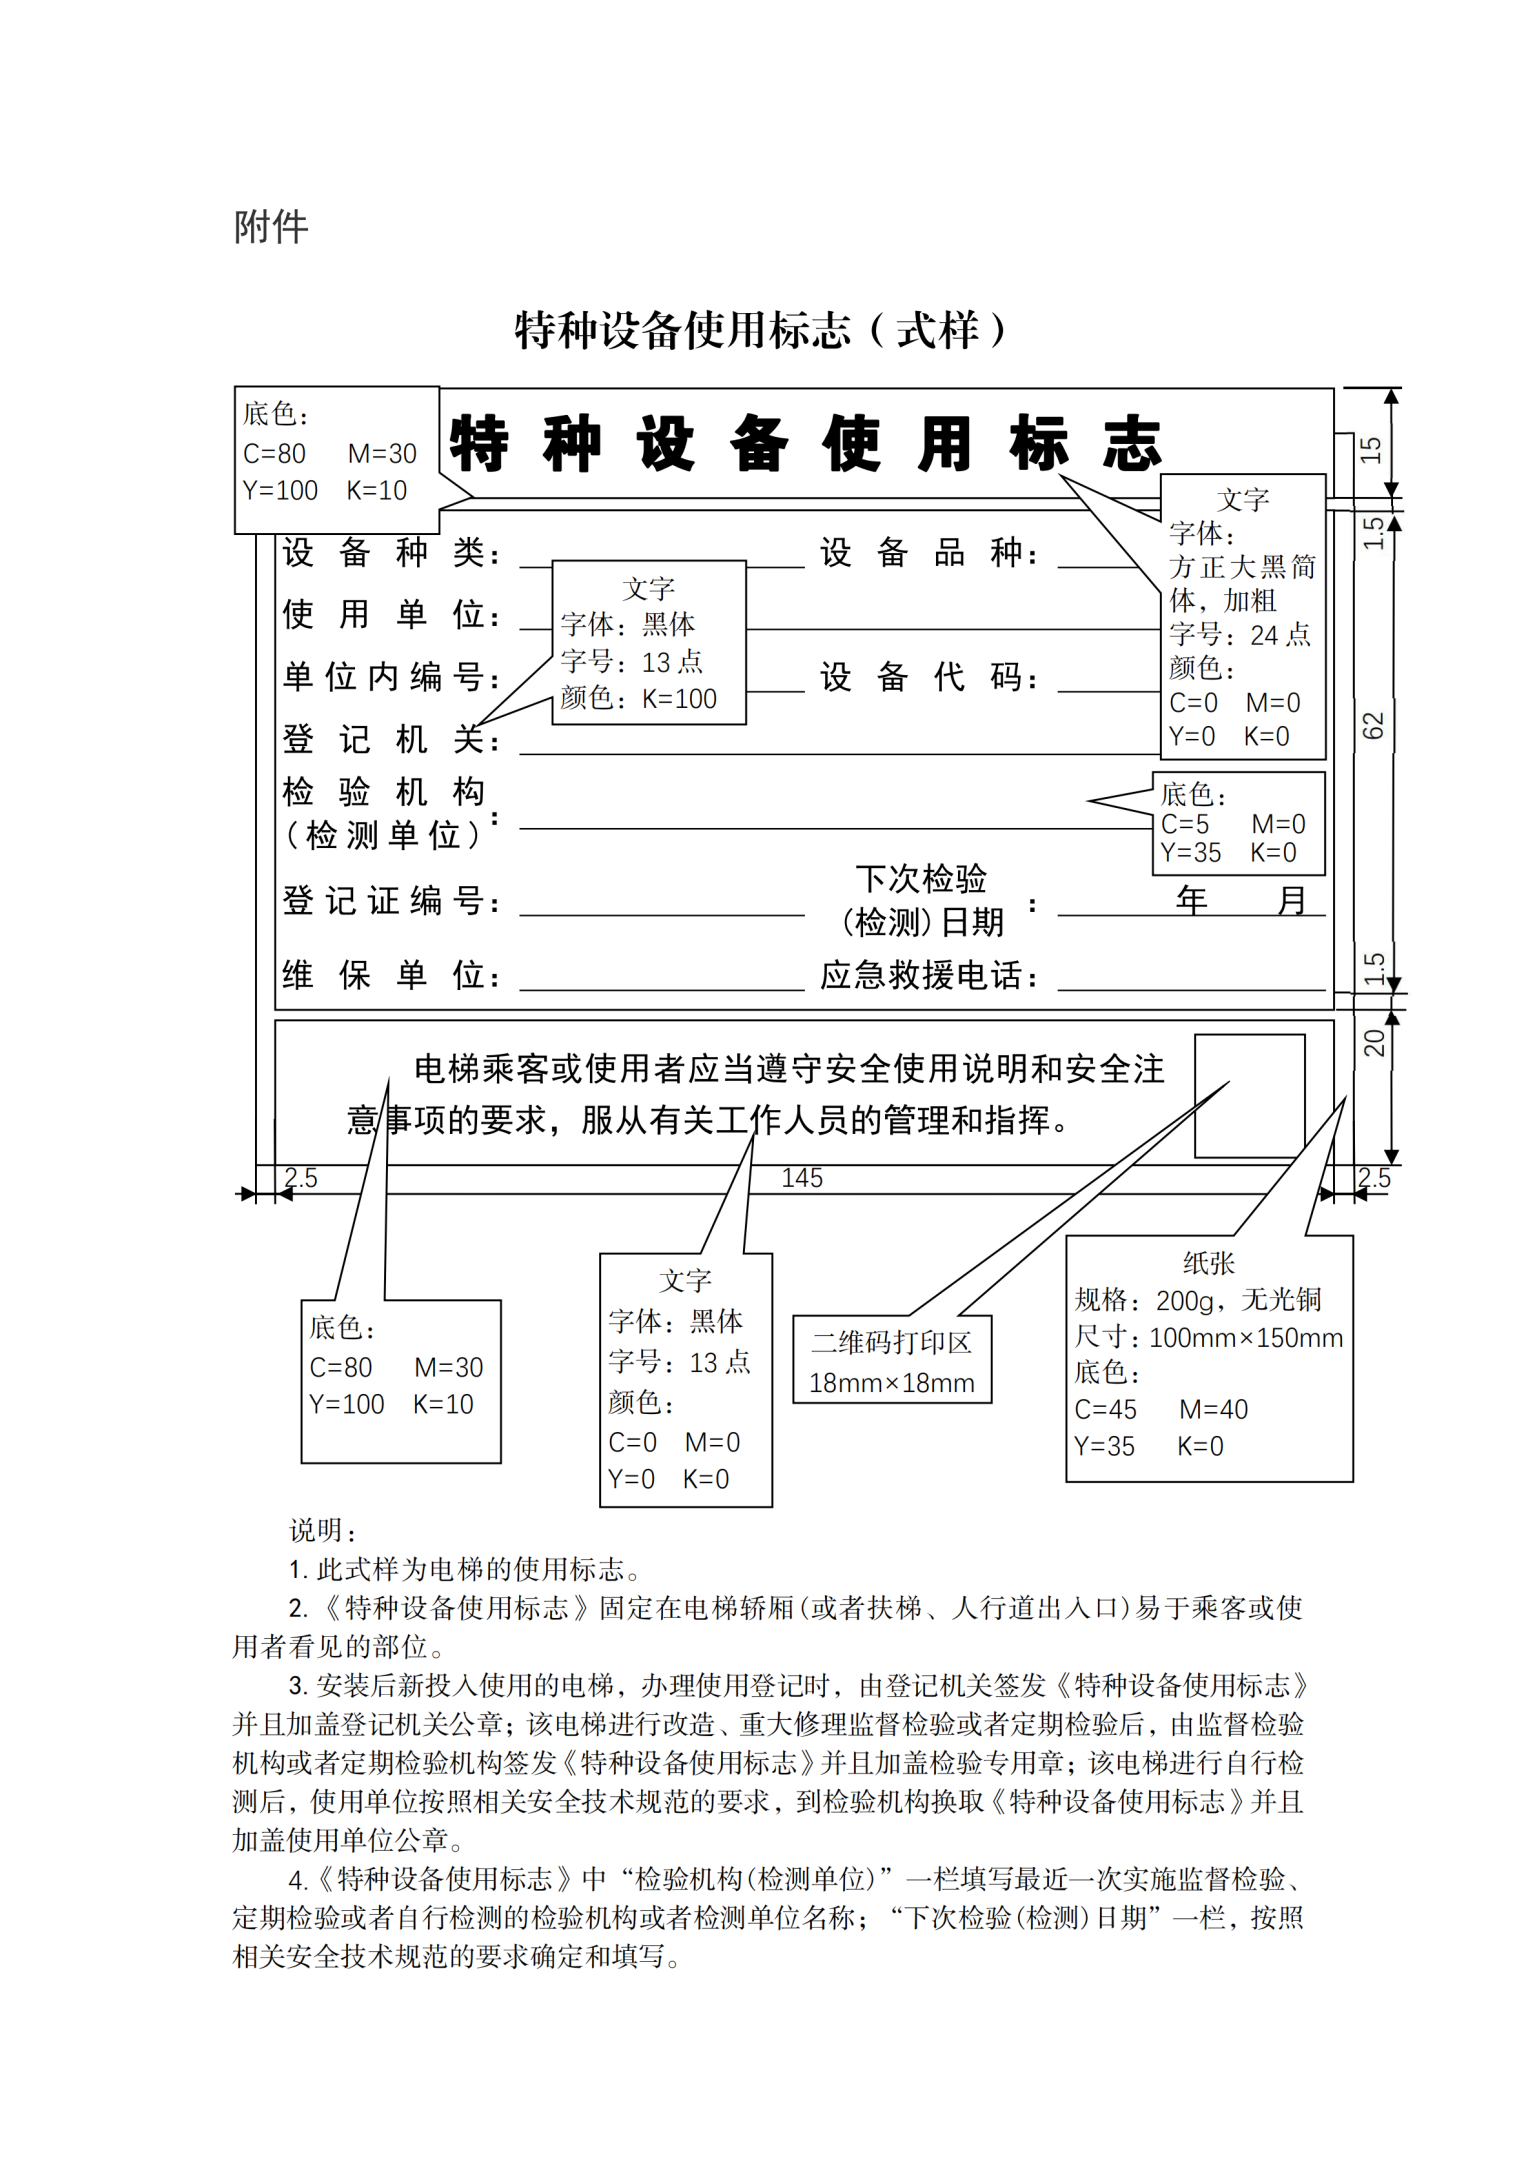 附件
特种设备使用标志（式样）
底色：
C=80 M=30
Y=100 K=10
特种设备使用标志
15
文字
字体：
方正大黑简
体，加粗
字号：24 点
颜色：
C=0 M=0
Y=0 K=0
1.5
设备种类：
设备品种：
文字
字体：黑体
字号：13 点
颜色：K=100
使用单位：
单位内编号：
设备代码：
62
登记机关：
检验机构
（检测单位）：
底色：
C=5 M=0
Y=35 K=0
登记证编号：
下次检验
(检测)日期：
年 月
维保单位：
应急救援电话：
1.5
20
电梯乘客或使用者应当遵守安全使用说明和安全注
意事项的要求，服从有关工作人员的管理和指挥。
2.5
145
2.5
底色：
C=80 M=30
Y=100 K=10
文字
字体：黑体
字号：13 点
颜色：
C=0 M=0
Y=0 K=0
二维码打印区
18mm×18mm
纸张
规格：200g，无光铜
尺寸：100mm×150mm
底色：
C=45 M=40
Y=35 K=0
说明：
1. 此式样为电梯的使用标志。
2. 《特种设备使用标志》固定在电梯轿厢(或者扶梯、人行道出入口)易于乘客或使
用者看见的部位。
3. 安装后新投入使用的电梯，办理使用登记时，由登记机关签发《特种设备使用标志》
并且加盖登记机关公章；该电梯进行改造、重大修理监督检验或者定期检验后，由监督检验
机构或者定期检验机构签发《特种设备使用标志》并且加盖检验专用章；该电梯进行自行检
测后，使用单位按照相关安全技术规范的要求，到检验机构换取《特种设备使用标志》并且
加盖使用单位公章。
4.《特种设备使用标志》中“检验机构(检测单位)”一栏填写最近一次实施监督检验、
定期检验或者自行检测的检验机构或者检测单位名称；“下次检验(检测)日期”一栏，按照
相关安全技术规范的要求确定和填写。